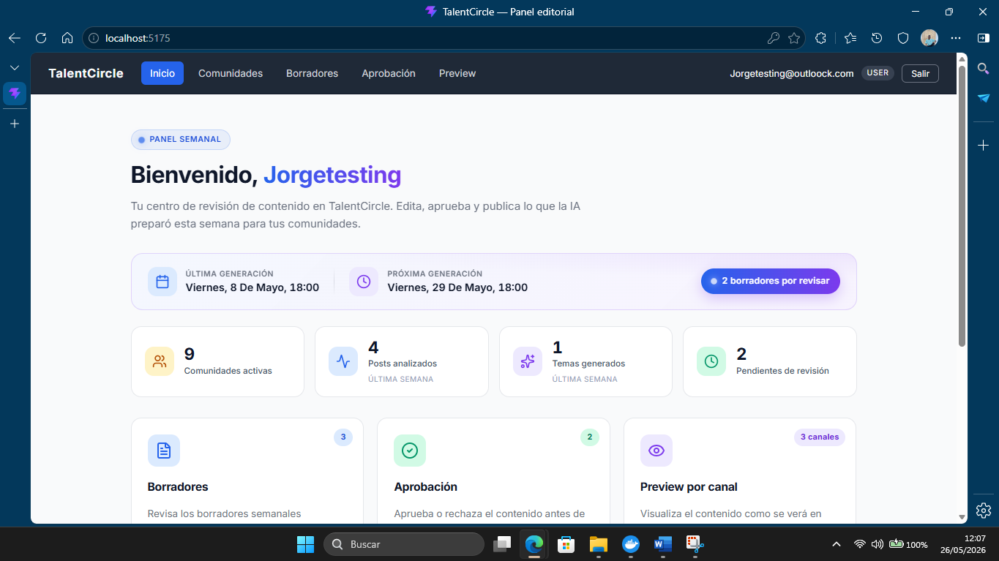 TalentCircle — Panel editorial
localhost:5175
TalentCircle
Inicio
Comunidades
Borradores
Aprobación
Preview
Jorgetesting@outloock.com
USER
Salir
PANEL SEMANAL
Bienvenido, Jorgetesting
Tu centro de revisión de contenido en TalentCircle. Edita, aprueba y publica lo que la IA
preparó esta semana para tus comunidades.
ÚLTIMA GENERACIÓN
Viernes, 8 De Mayo, 18:00
PRÓXIMA GENERACIÓN
Viernes, 29 De Mayo, 18:00
2 borradores por revisar
9
Comunidades activas
4
Posts analizados
ÚLTIMA SEMANA
1
Temas generados
ÚLTIMA SEMANA
2
Pendientes de revisión
3
Borradores
Revisa los borradores semanales
2
Aprobación
Aprueba o rechaza el contenido antes de
3 canales
Preview por canal
Visualiza el contenido como se verá en
Buscar
100%
12:07
26/05/2026